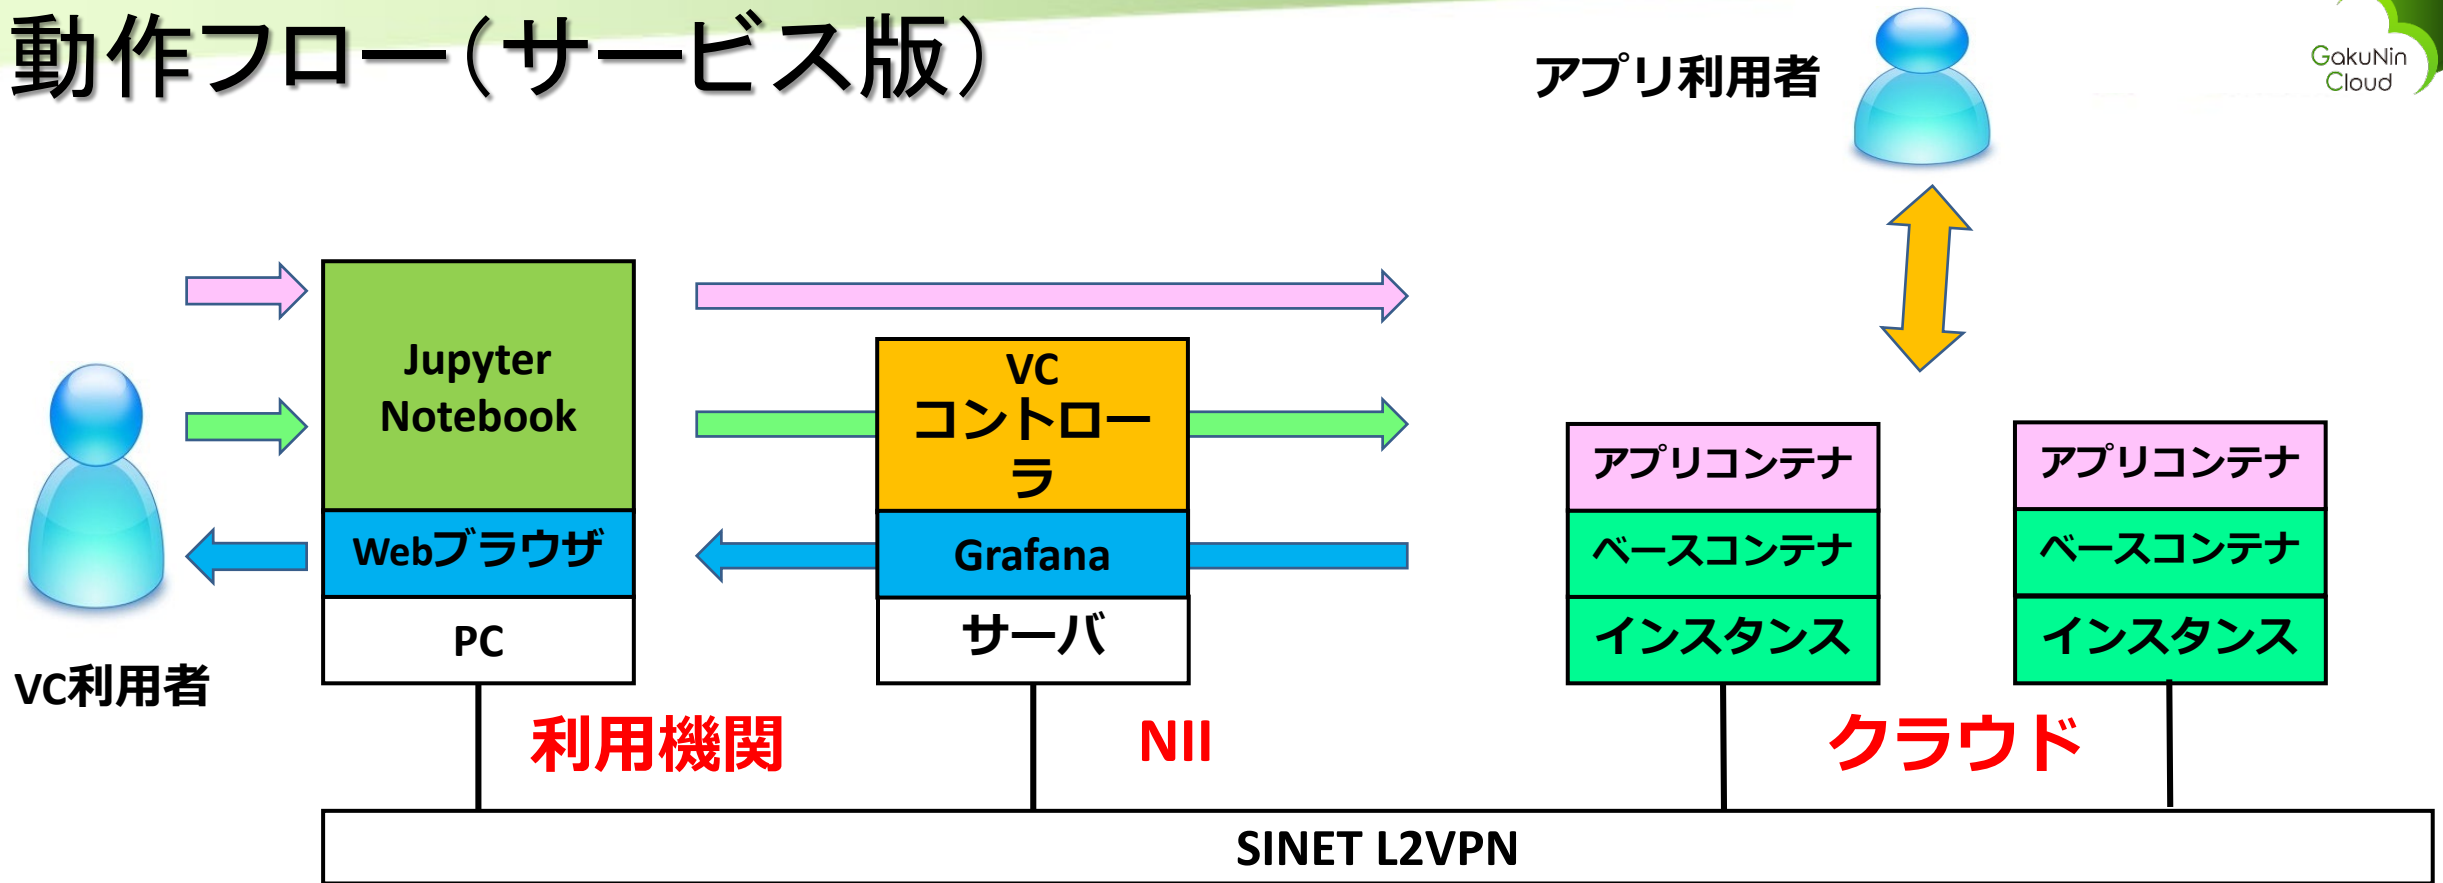 動作フロー（サービス版）
アプリ利用者
GakuNin
Cloud
Jupyter
Notebook
VC
コントロー
ラ
Webブラウザ
Grafana
PC
サーバ
アプリコンテナ
アプリコンテナ
ベースコンテナ
ベースコンテナ
インスタンス
インスタンス
VC利用者
利用機関
NII
クラウド
SINET L2VPN